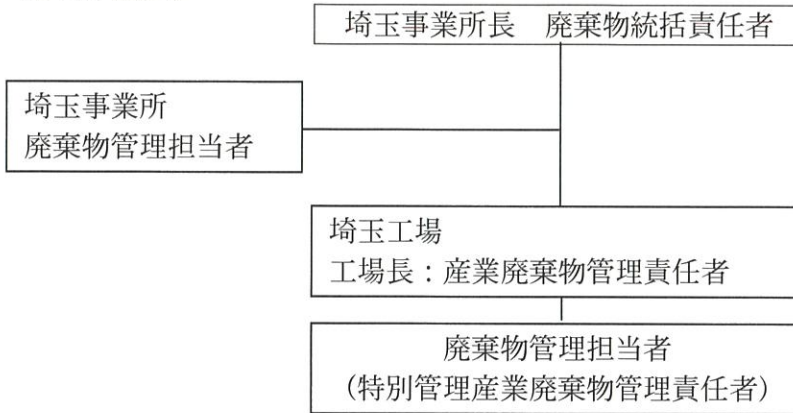 埼玉事業所長　廃棄物統括責任者
埼玉事業所
廃棄物管理担当者
埼玉工場
工場長：産業廃棄物管理責任者
廃棄物管理担当者
（特別管理産業廃棄物管理責任者）